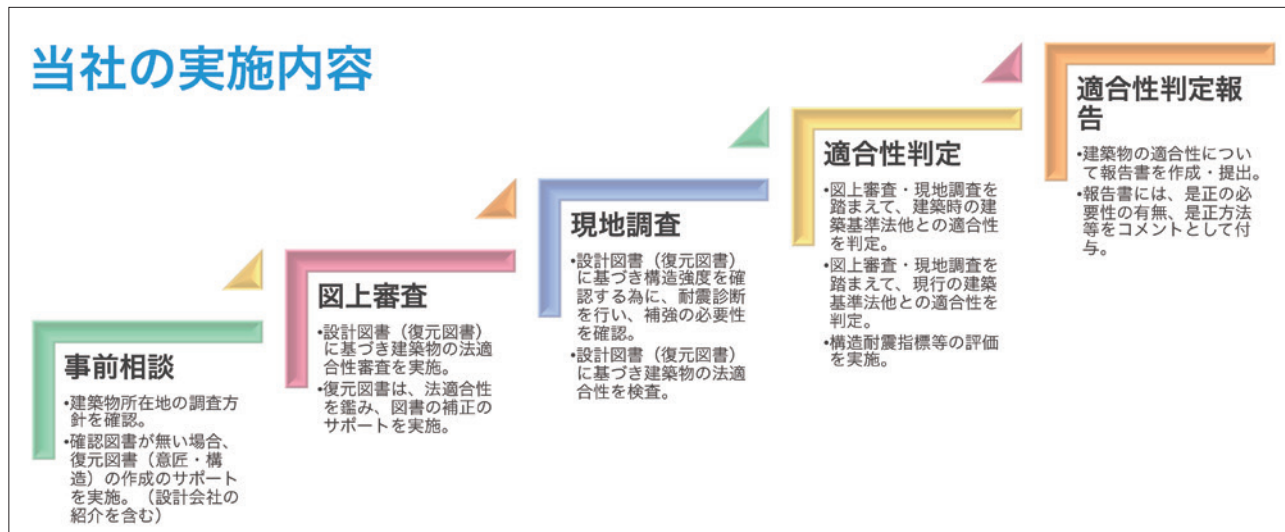 当社の実施内容
事前相談
•建築物所在地の調査方
針を確認。
•確認図書が無い場合、
復元図書（意匠・構
造）の作成のサポート
を実施。（設計会社の
紹介を含む）
図上審査
•設計図書（復元図書）
に基づき建築物の法適
合性審査を実施。
•復元図書は、法適合性
を鑑み、図書の補正の
サポートを実施。
現地調査
•設計図書（復元図書）
に基づき構造強度を確
認する為に、耐震診断
を行い、補強の必要性
を確認。
•設計図書（復元図書）
に基づき建築物の法適
合性を検査。
適合性判定
•図上審査・現地調査を
踏まえて、建築時の建
築基準法他との適合性
を判定。
•図上審査・現地調査を
踏まえて、現行の建築
基準法他との適合性を
判定。
•構造耐震指標等の評価
を実施。
適合性判定報
告
•建築物の適合性につい
て報告書を作成・提出。
•報告書には、是正の必
要性の有無、是正方法
等をコメントとして付
与。